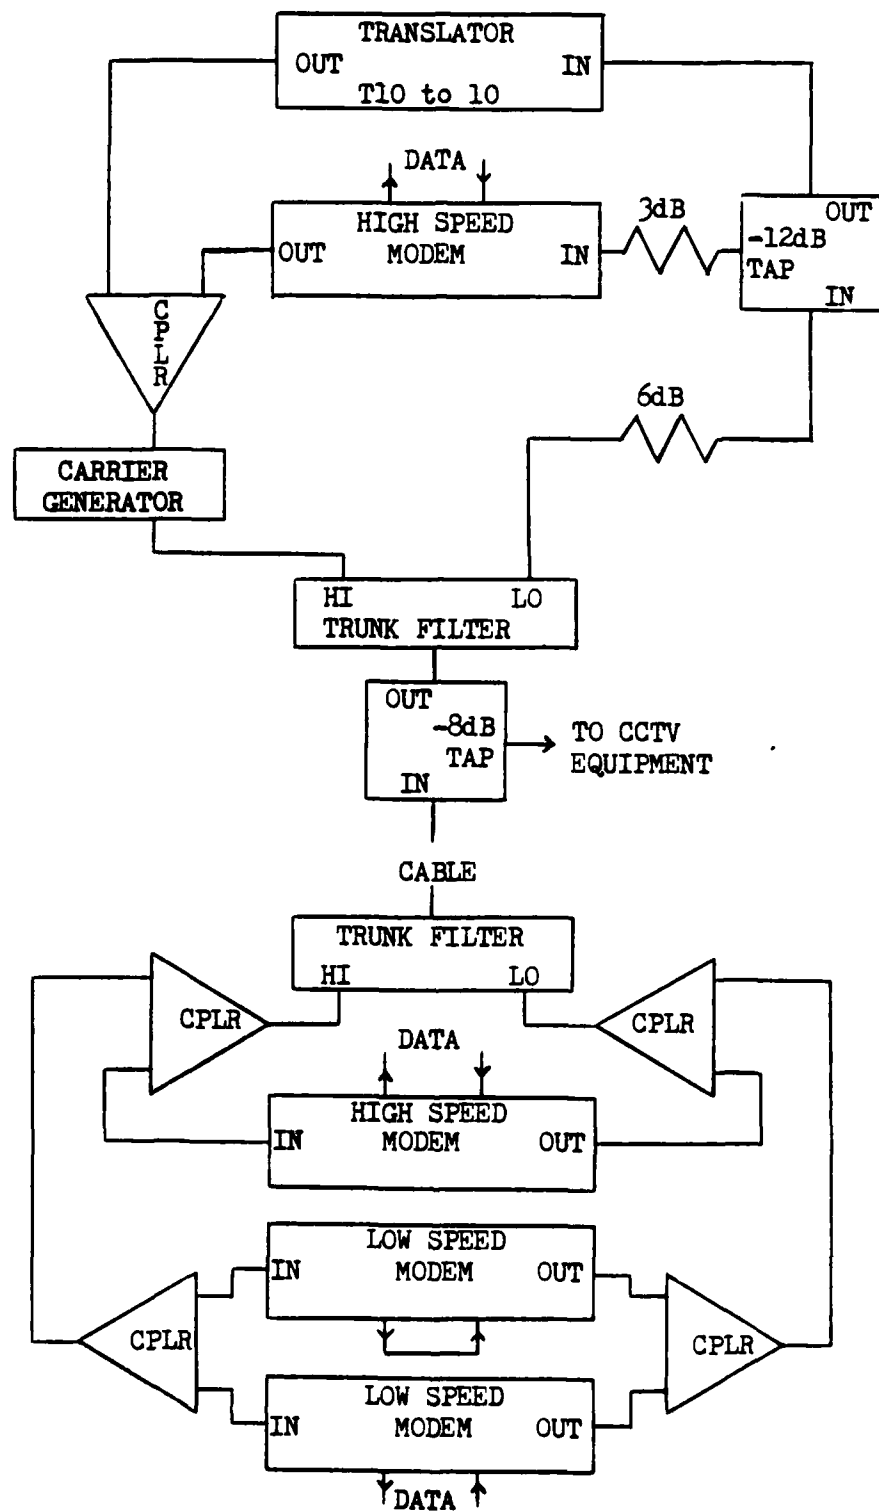 TRANSLATOR
OUT IN
T10 to 10
DATA
HIGH SPEED
MODEM
OUT IN
3dB
OUT
-12dB
TAP
IN
CPLR
6dB
CARRIER
GENERATOR
HI LO
TRUNK FILTER
OUT
-8dB
TAP
IN
TO CCTV
EQUIPMENT
CABLE
TRUNK FILTER
HI LO
CPLR
CPLR
DATA
HIGH SPEED
MODEM
IN OUT
LOW SPEED
MODEM
IN OUT
CPLR
CPLR
LOW SPEED
MODEM
IN OUT
DATA